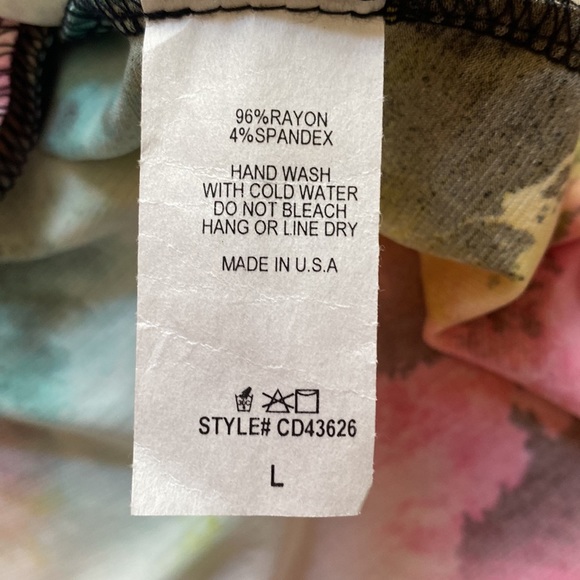 96%RAYON
4%SPANDEX
HAND WASH
WITH COLD WATER
DO NOT BLEACH
HANG OR LINE DRY
MADE IN U.S.A
STYLE# CD43626
L